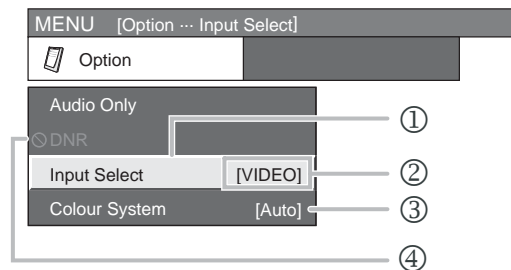 MENU [Option ··· Input Select]
Option
Audio Only
①
DNR
Input Select [VIDEO] ②
Colour System [Auto] ③
④